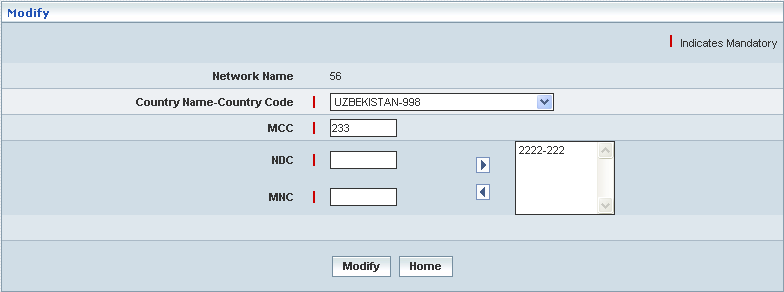 Modify
Indicates Mandatory
Network Name 56
Country Name-Country Code UZBEKISTAN-998
MCC 233
NDC
2222-222
MNC
Modify Home